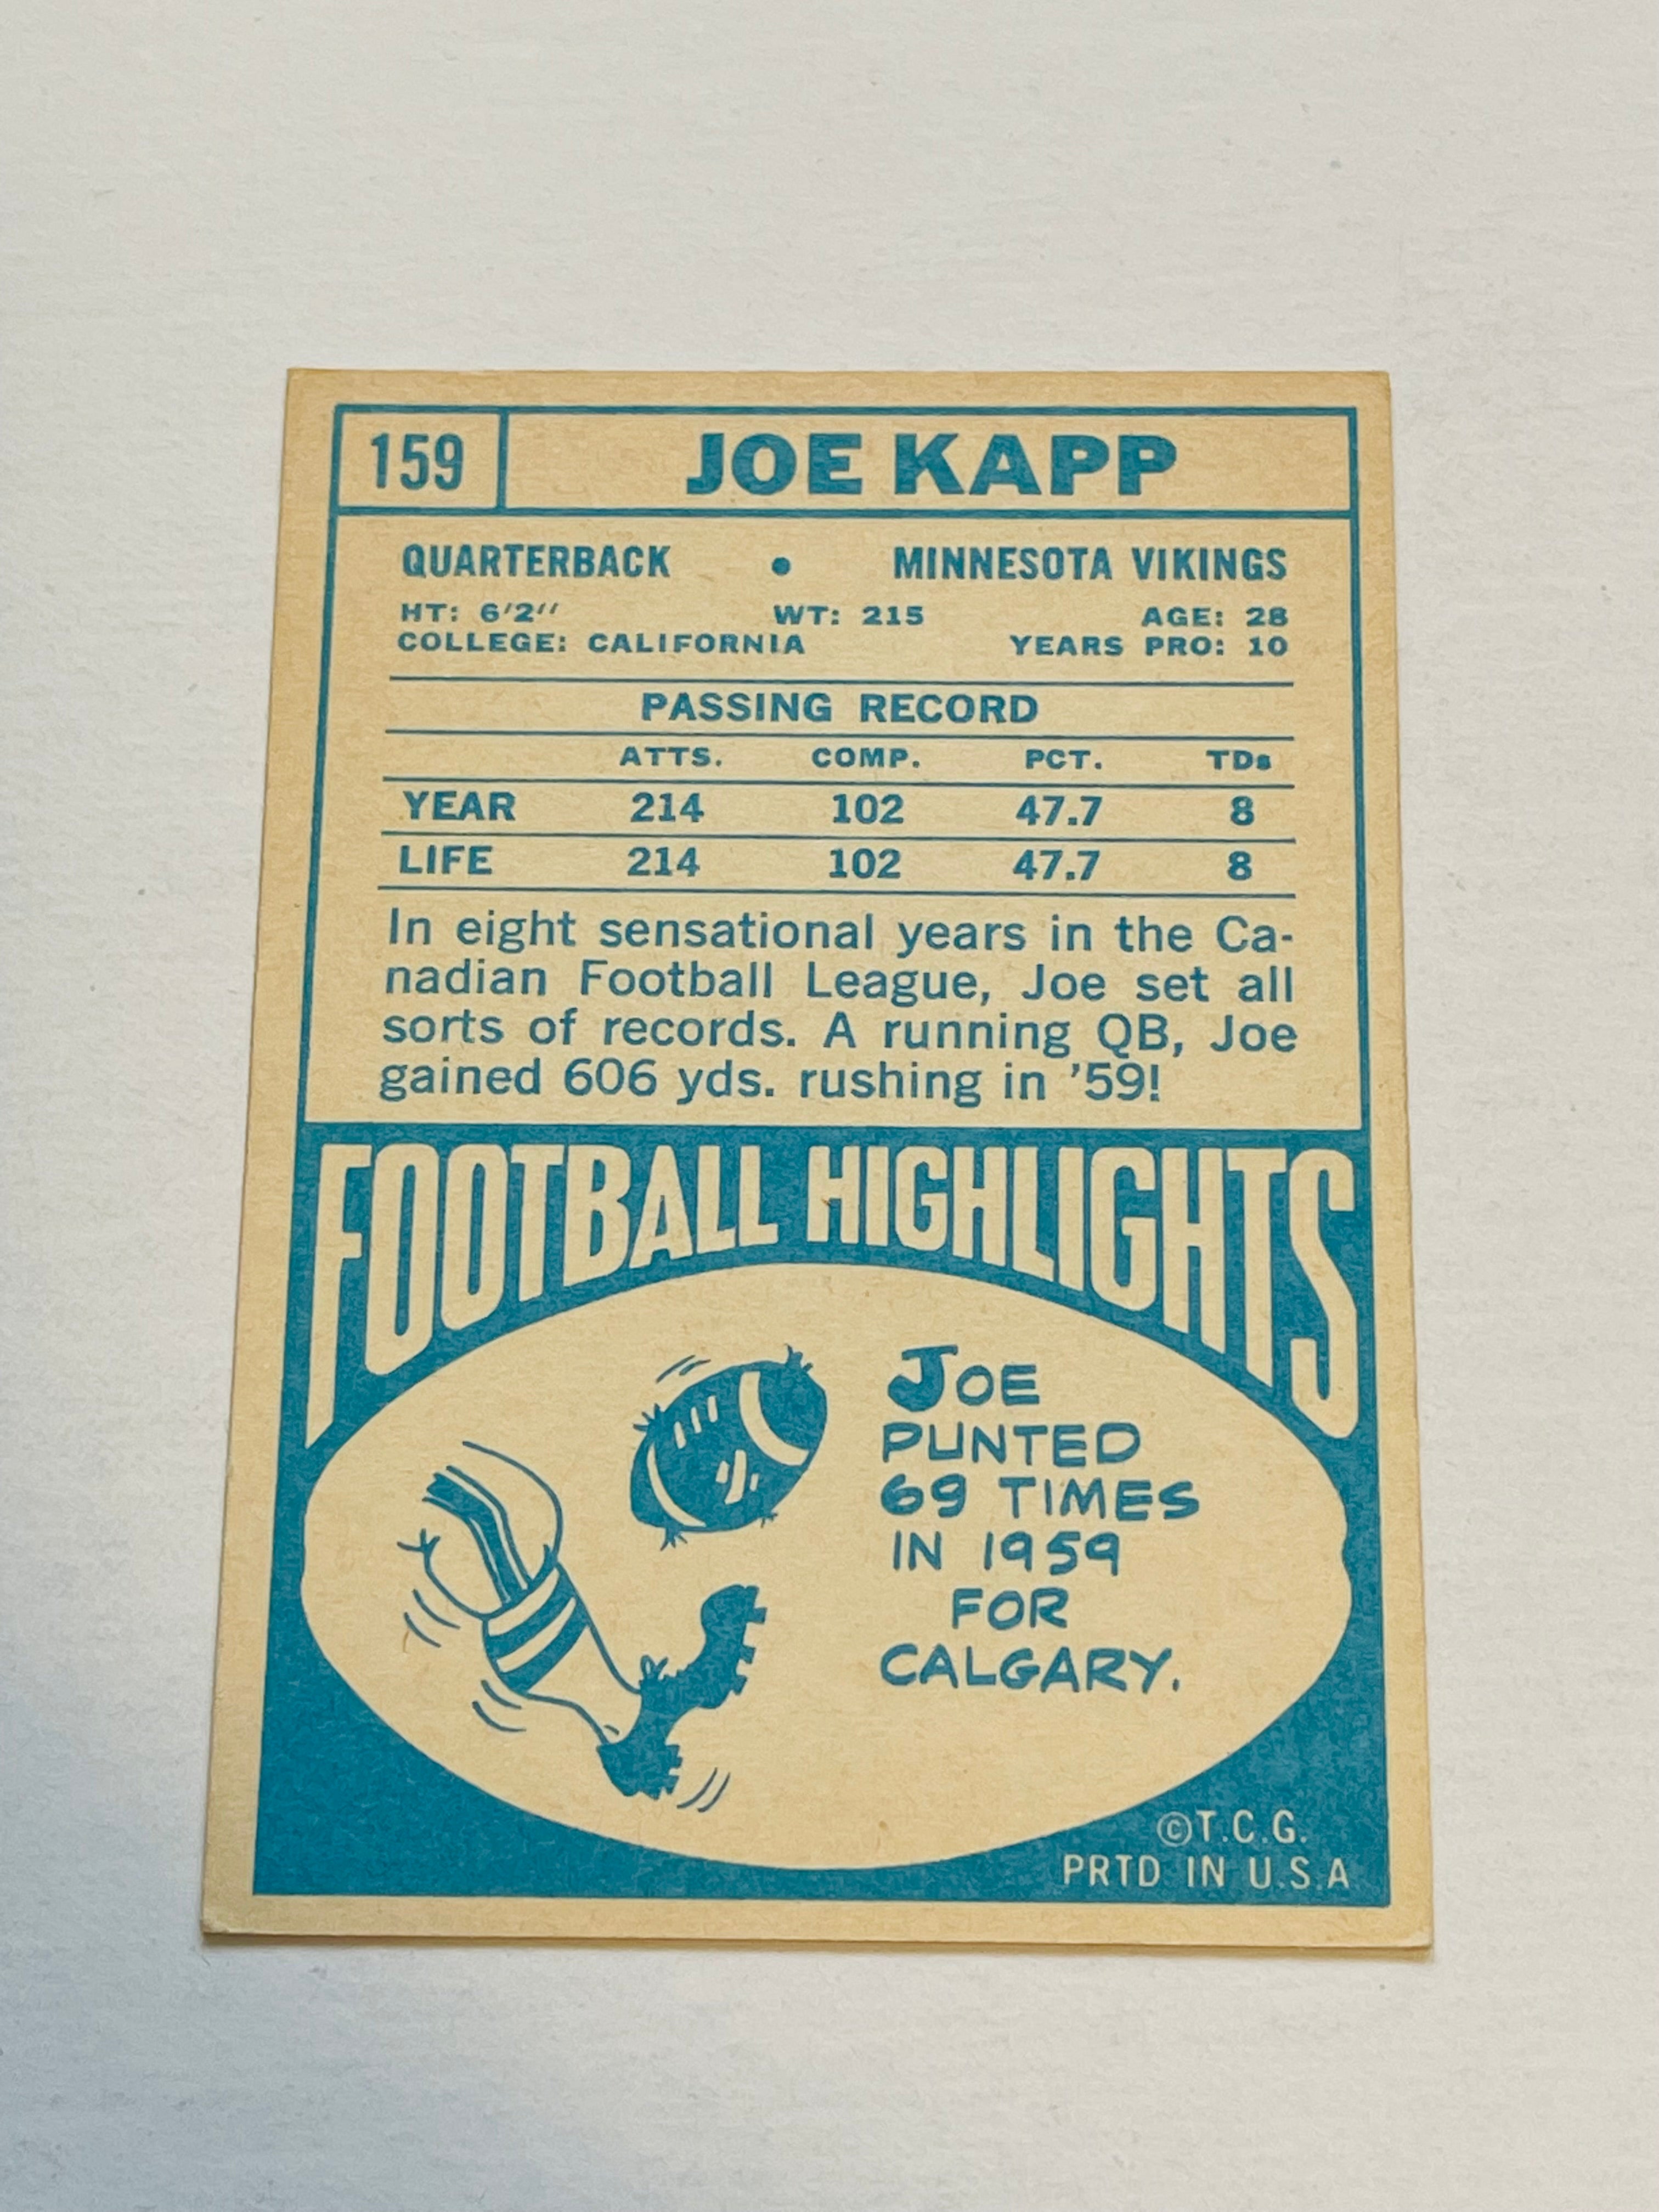 159 JOE KAPP
QUARTERBACK • MINNESOTA VIKINGS
HT: 6'2" WT: 215 AGE: 28
COLLEGE: CALIFORNIA YEARS PRO: 10
PASSING RECORD
ATTS. COMP. PCT. TDs
YEAR 214 102 47.7 8
LIFE 214 102 47.7 8
In eight sensational years in the Ca-
nadian Football League, Joe set all
sorts of records. A running QB, Joe
gained 606 yds. rushing in '59!
FOOTBALL HIGHLIGHTS
JOE
PUNTED
69 TIMES
IN 1959
FOR
CALGARY.
©T.C.G.
PRTD IN U.S.A